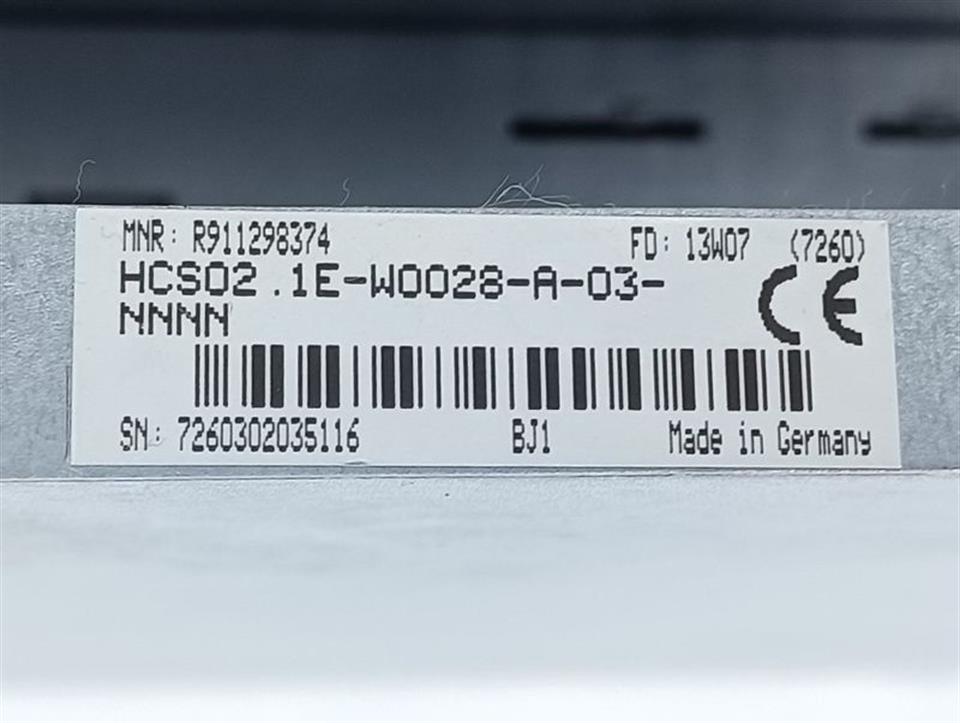 MNR: R911298374 FD: 13W07 (7260)
HCS02.1E-W0028-A-03-
NNNN
CE
SN: 7260302035116 BJ1 Made in Germany